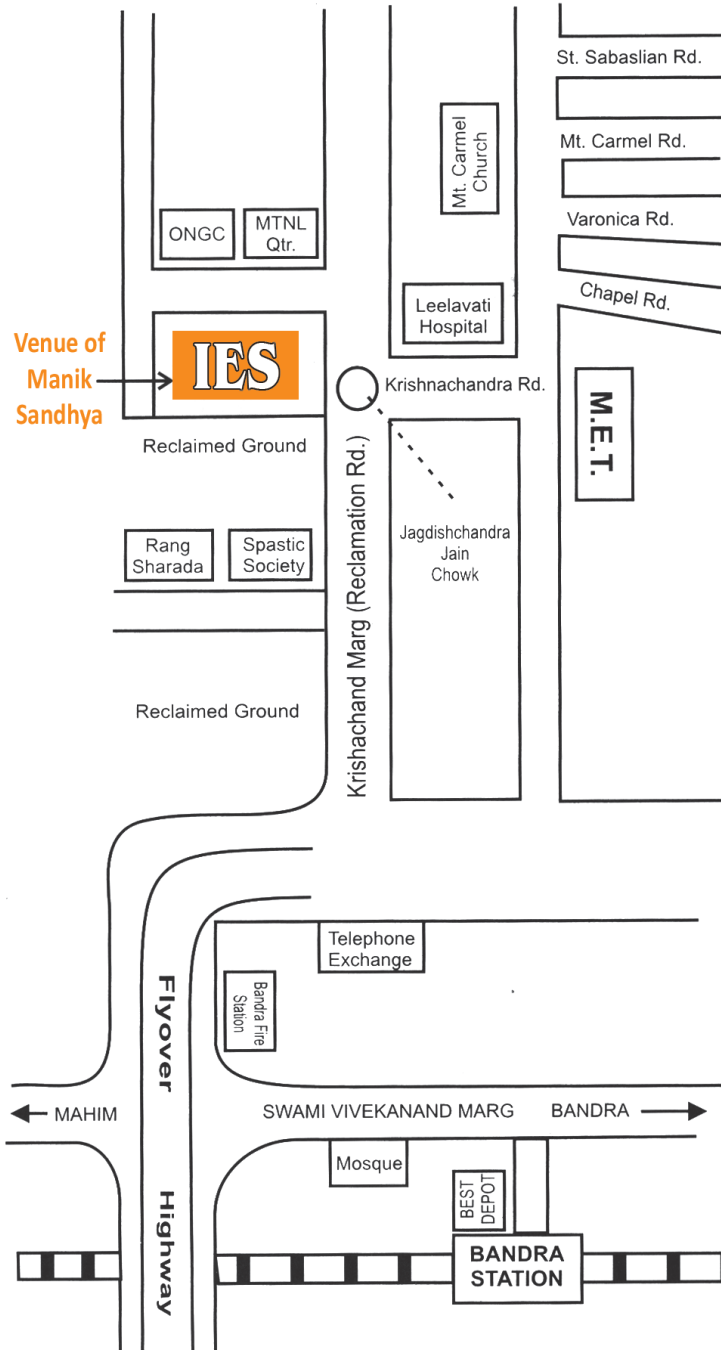 St. Sabaslian Rd.
Mt. Carmel
Church
Mt. Carmel Rd.
ONGC
MTNL
Qtr.
Varonica Rd.
Chapel Rd.
Leelavati
Hospital
Venue of
Manik
Sandhya
IES
Krishnachandra Rd.
M.E.T.
Reclaimed Ground
Krishachand Marg (Reclamation Rd.)
Rang
Sharada
Spastic
Society
Jagdishchandra
Jain
Chowk
Reclaimed Ground
Telephone
Exchange
Bandra Fire
Station
Flyover
Highway
MAHIM
SWAMI VIVEKANAND MARG
BANDRA
Mosque
BEST
DEPOT
BANDRA
STATION